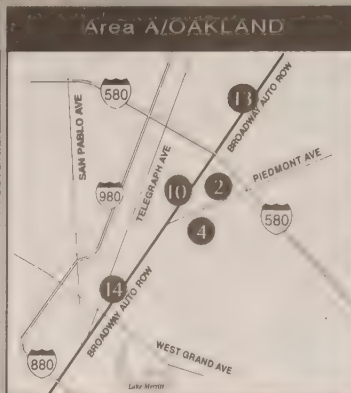 Area A/OAKLAND
580
13
BROADWAY AUTO ROW
SAN PABLO AVE
TELEGRAPH AVE
980
10
2
PIEDMONT AVE
4
580
14
BROADWAY AUTO ROW
WEST GRAND AVE
880
Lake Merritt